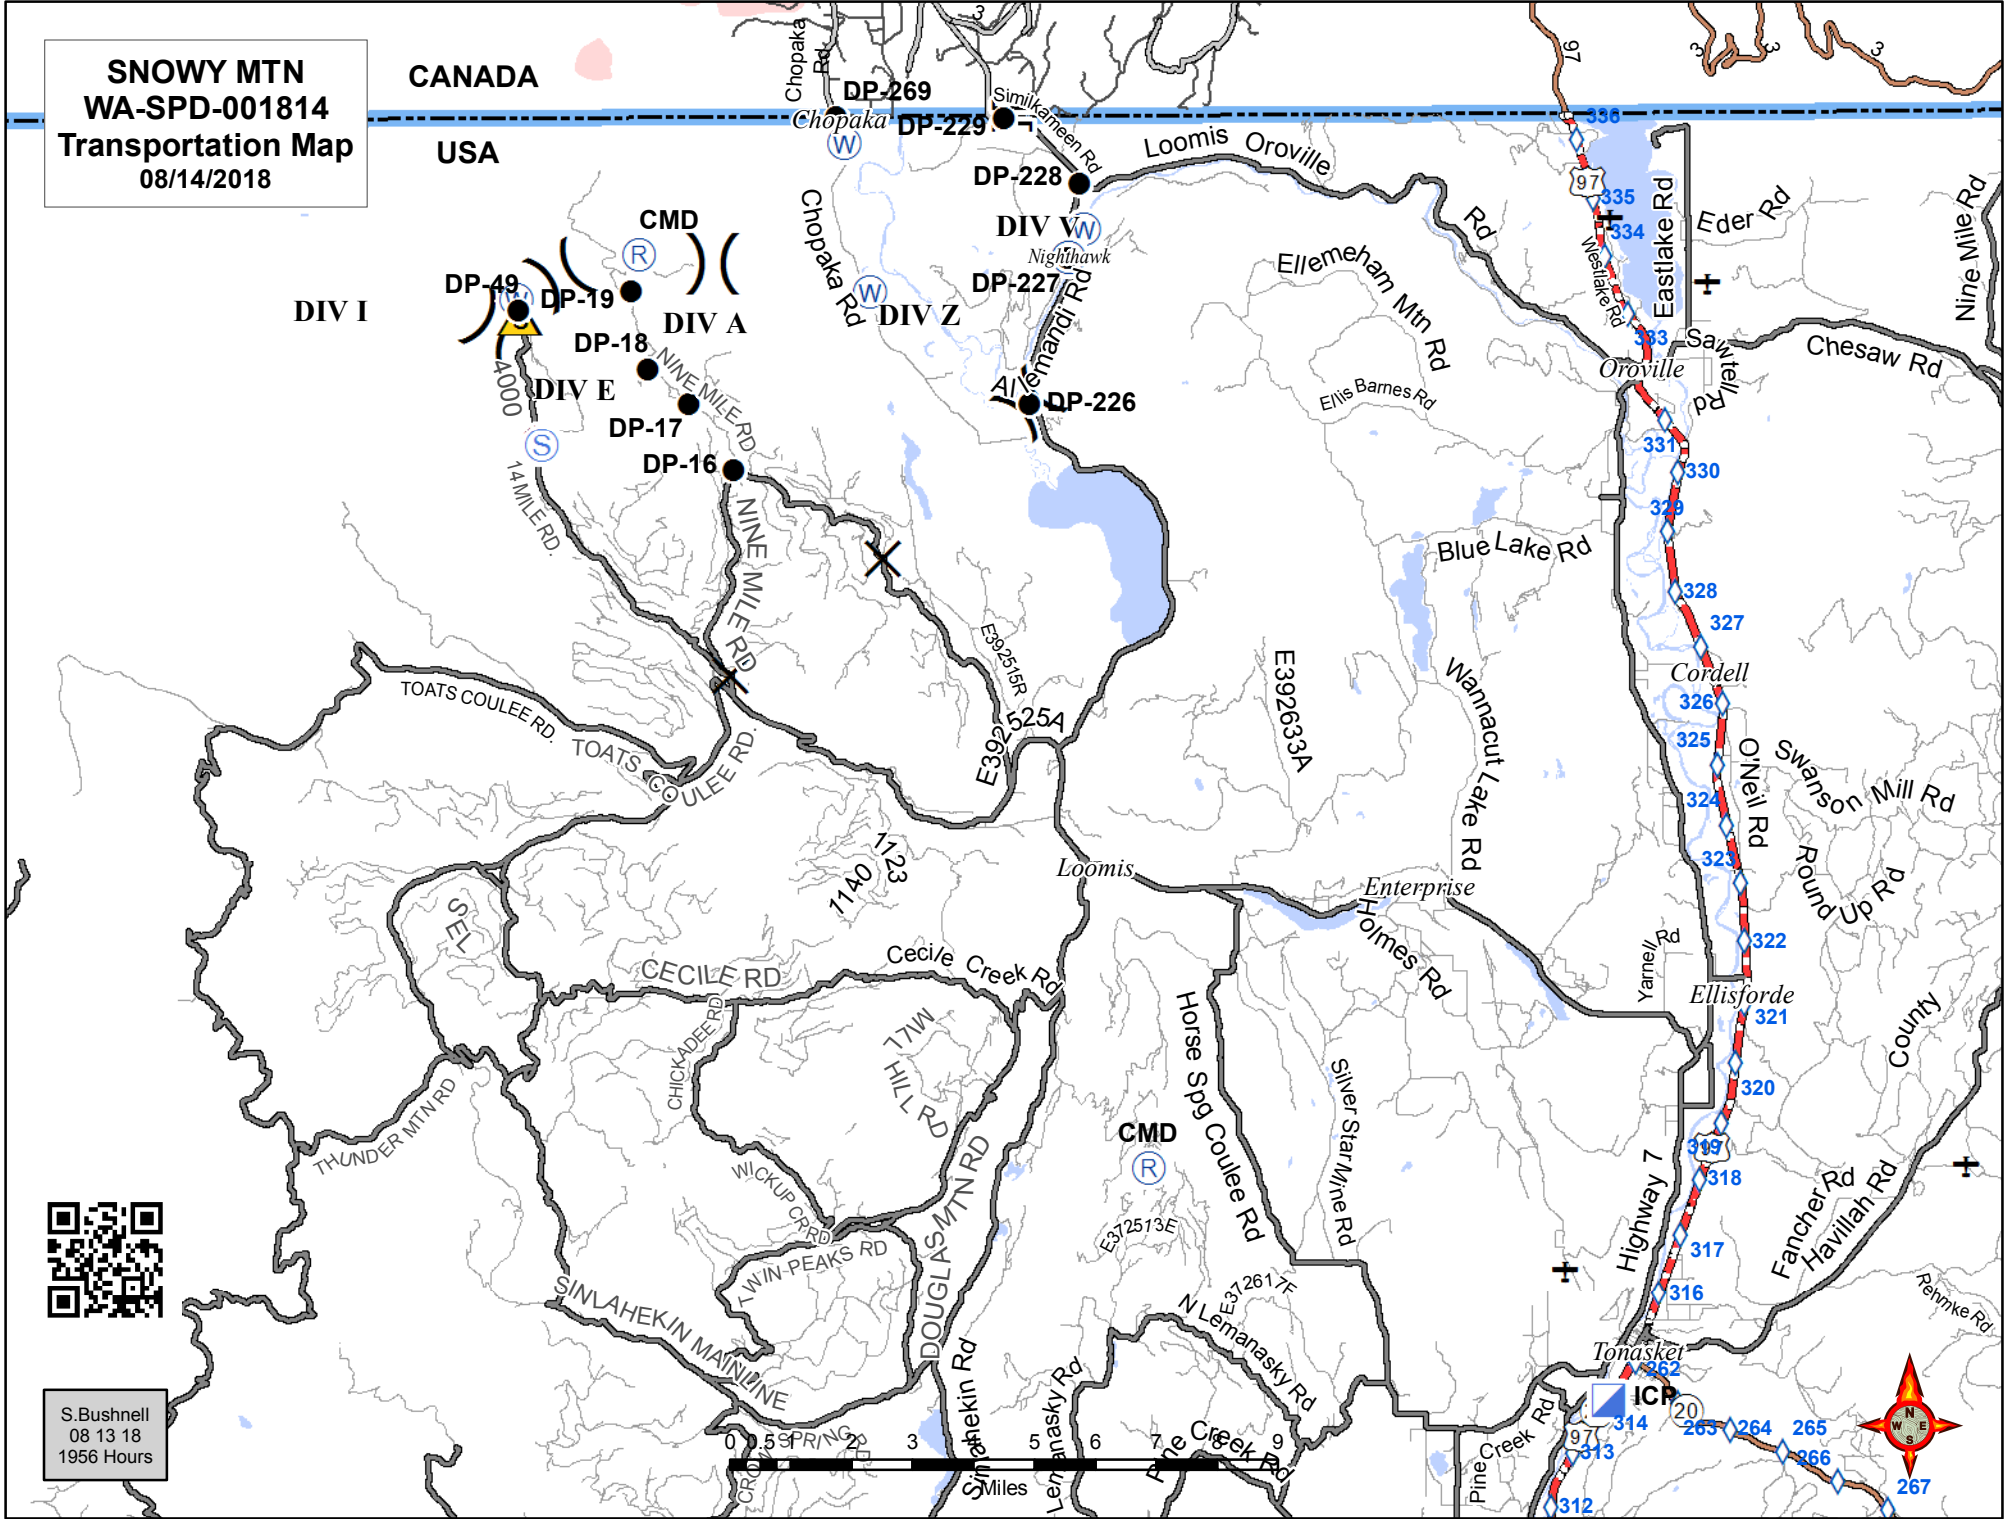 SNOWY MTN
WA-SPD-001814
Transportation Map
08/14/2018
CANADA
USA
Chopaka Rd
3
97
3
3
3
DP-269
Chopaka
DP-229
Similkameen Rd
W
DP-228
Loomis Oroville Rd
336
97
335
334
Westlake Rd
Eastlake Rd
Eder Rd
Nine Mile Rd
CMD
R
DIV V
W
Nighthawk
DP-227
Chopaka Rd
W
DIV Z
DIV I
DP-49
W
DP-19
DIV A
DP-18
NINE MILE RD
4000
DIV E
DP-17
DP-16
Allemandi Rd
DP-226
Ellemeham Mtn Rd
Ellis Barnes Rd
333
Oroville
Sawtell Rd
Chesaw Rd
331
330
329
328
327
S
14 MILE RD.
NINE MILE RD
Blue Lake Rd
Cordell
326
325
324
323
322
E392515R
E392525A
E392633A
Wannacut Lake Rd
O'Neil Rd
Swanson Mill Rd
Round Up Rd
TOATS COULEE RD.
TOATS COULEE RD.
1123
1140
Loomis
Enterprise
Holmes Rd
Yarnell Rd
Ellisforde
321
320
County
SEL
CECILE RD
Cecile Creek Rd
CHICKADEE RD
MILL
HILL RD
Horse Spg Coulee Rd
Silver Star Mine Rd
THUNDER MTN RD
WICKUP CR RD
TWIN PEAKS RD
DOUGLAS MTN RD
CMD
R
E372513E
319
318
317
316
Highway 7
Fancher Rd
Havillah Rd
Rehmke Rd
SINLAHEKIN MAINLINE
E372617F
N Lemanasky Rd
Lemanasky Rd
Sinlahekin Rd
Pine Creek Rd
Pine Creek Rd
Tonasket
262
ICP
20
314
97
313
312
263
264
265
266
267
N
W
E
S
S.Bushnell
08 13 18
1956 Hours
0 0.5 1 2 3 4 5 6 7 8 9
Miles